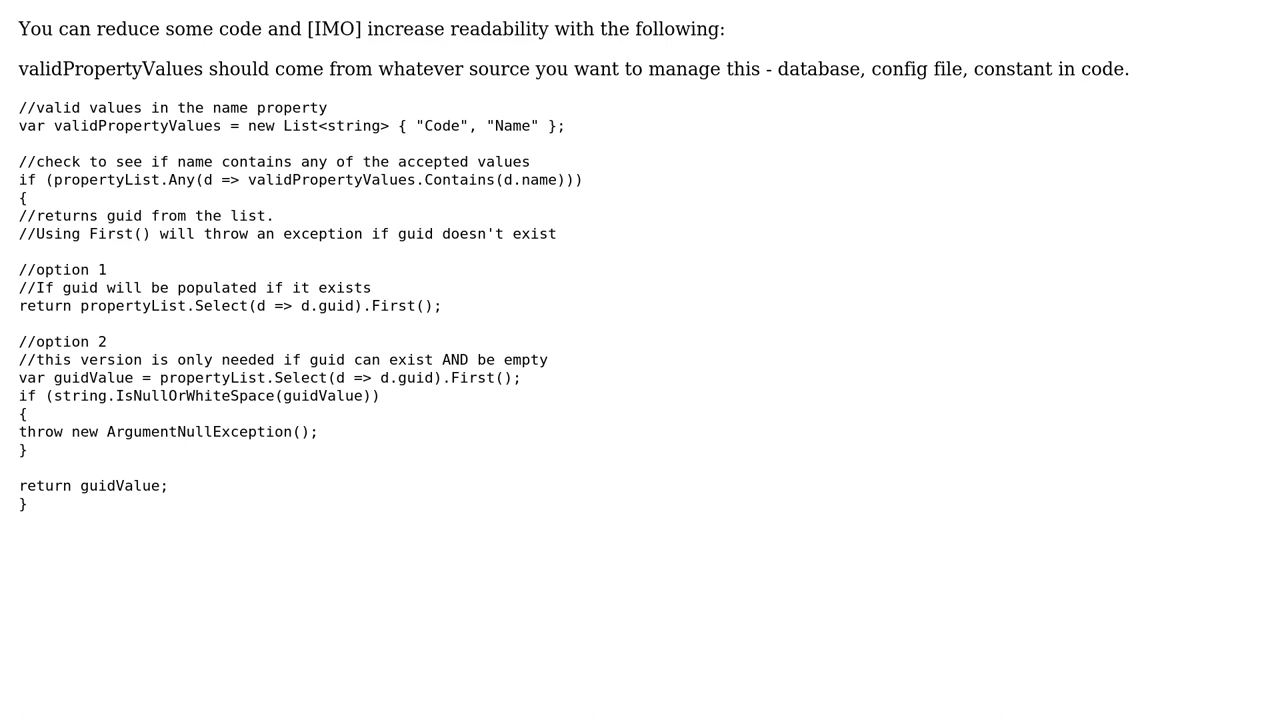 You can reduce some code and [IMO] increase readability with the following:
validPropertyValues should come from whatever source you want to manage this - database, config file, constant in code.
//valid values in the name property
var validPropertyValues = new List<string> { "Code", "Name" };
//check to see if name contains any of the accepted values
if (propertyList.Any(d => validPropertyValues.Contains(d.name)))
{
//returns guid from the list.
//Using First() will throw an exception if guid doesn't exist
//option 1
//If guid will be populated if it exists
return propertyList.Select(d => d.guid).First();
//option 2
//this version is only needed if guid can exist AND be empty
var guidValue = propertyList.Select(d => d.guid).First();
if (string.IsNullOrWhiteSpace(guidValue))
{
throw new ArgumentNullException();
}
return guidValue;
}